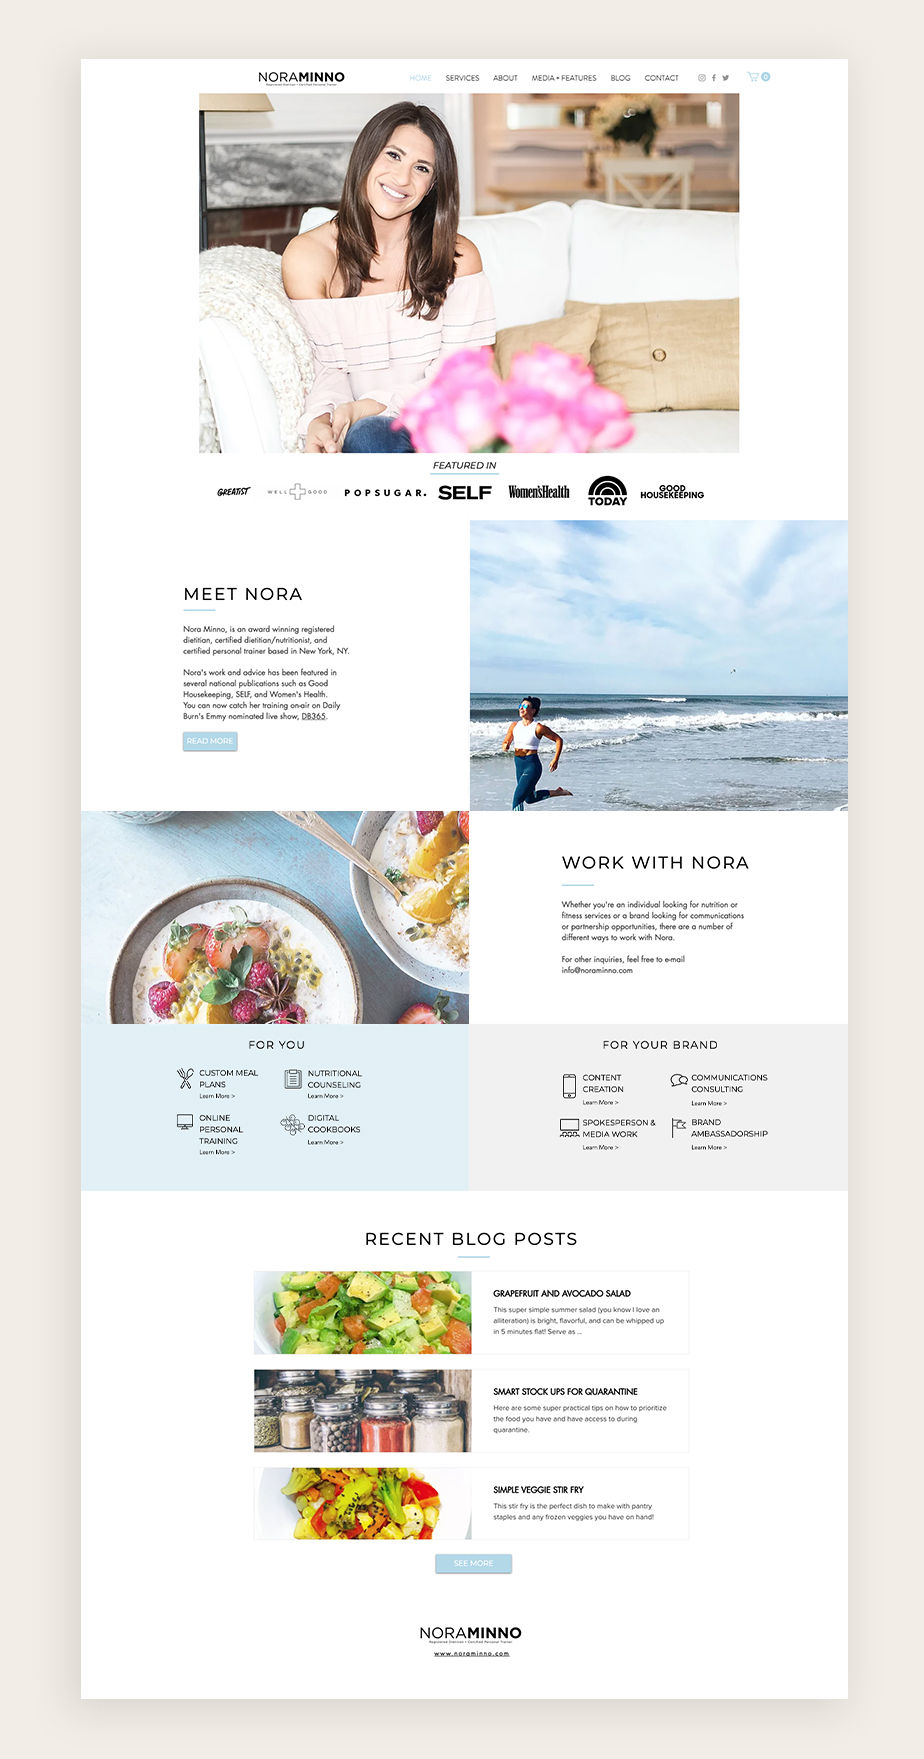 NORAMINNO
Registered Dietitian + Certified Personal Trainer
HOME SERVICES ABOUT MEDIA + FEATURES BLOG CONTACT 0
FEATURED IN
GREATIST
WELL GOOD
POPSUGAR.
SELF
Women'sHealth
TODAY
GOOD
HOUSEKEEPING
MEET NORA
Nora Minno, is an award winning registered
dietitian, certified dietitian/nutritionist, and
certified personal trainer based in New York, NY.
Nora's work and advice has been featured in
several national publications such as Good
Housekeeping, SELF, and Women's Health.
You can now catch her training on-air on Daily
Burn's Emmy nominated live show, DB365.
READ MORE
WORK WITH NORA
Whether you're an individual looking for nutrition or
fitness services or a brand looking for communications
or partnership opportunities, there are a number of
different ways to work with Nora.
For other inquiries, feel free to e-mail
info@noraminno.com
FOR YOU
CUSTOM MEAL
PLANS
Learn More >
NUTRITIONAL
COUNSELING
Learn More >
ONLINE
PERSONAL
TRAINING
Learn More >
DIGITAL
COOKBOOKS
Learn More >
FOR YOUR BRAND
CONTENT
CREATION
Learn More >
COMMUNICATIONS
CONSULTING
Learn More >
SPOKESPERSON &
MEDIA WORK
Learn More >
BRAND
AMBASSADORSHIP
Learn More >
RECENT BLOG POSTS
GRAPEFRUIT AND AVOCADO SALAD
This super simple summer salad (you know I love an
alliteration) is bright, flavorful, and can be whipped up
in 5 minutes flat! Serve as ...
SMART STOCK UPS FOR QUARANTINE
Here are some super practical tips on how to prioritize
the food you have and have access to during
quarantine.
SIMPLE VEGGIE STIR FRY
This stir fry is the perfect dish to make with pantry
staples and any frozen veggies you have on hand!
SEE MORE
NORAMINNO
Registered Dietitian + Certified Personal Trainer
www.noraminno.com